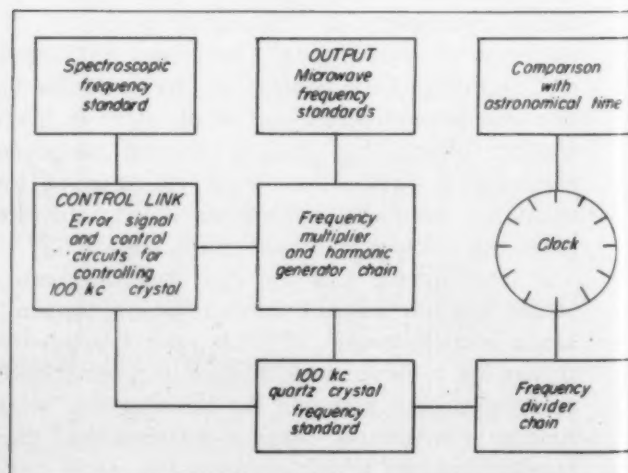 Spectroscopic
frequency
standard
OUTPUT
Microwave
frequency
standards
Comparison
with
astronomical time
CONTROL LINK
Error signal
and control
circuits for
controlling
100 kc crystal
Frequency
multiplier
and harmonic
generator chain
Clock
100 kc
quartz crystal
frequency
standard
Frequency
divider
chain